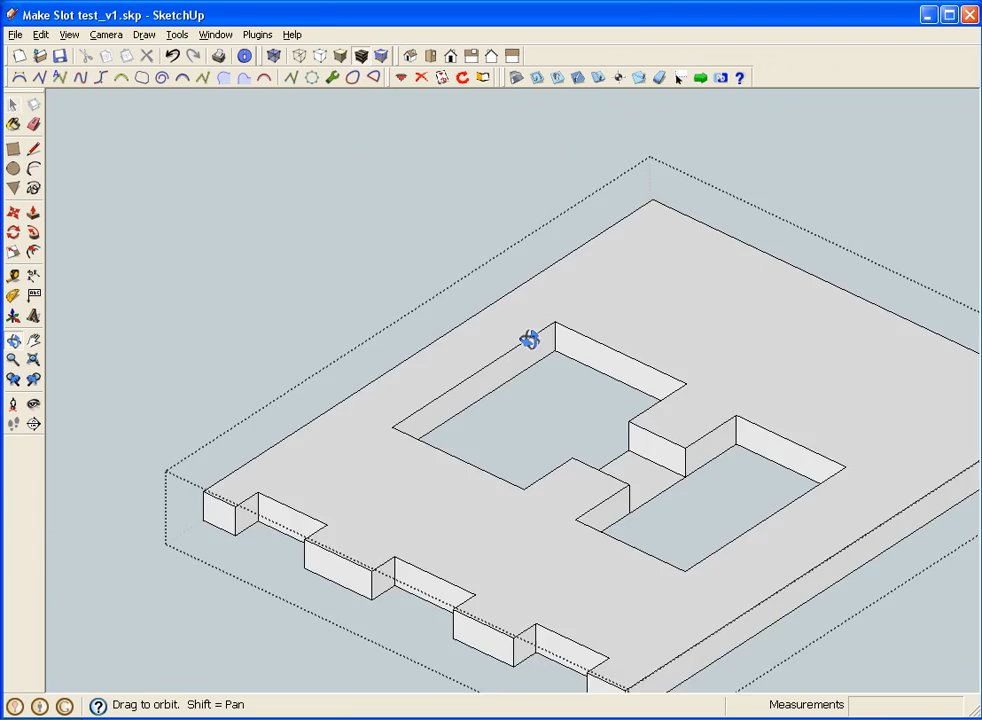 Make Slot test_v1.skp - SketchUp
File Edit View Camera Draw Tools Window Plugins Help
Drag to orbit. Shift = Pan
Measurements